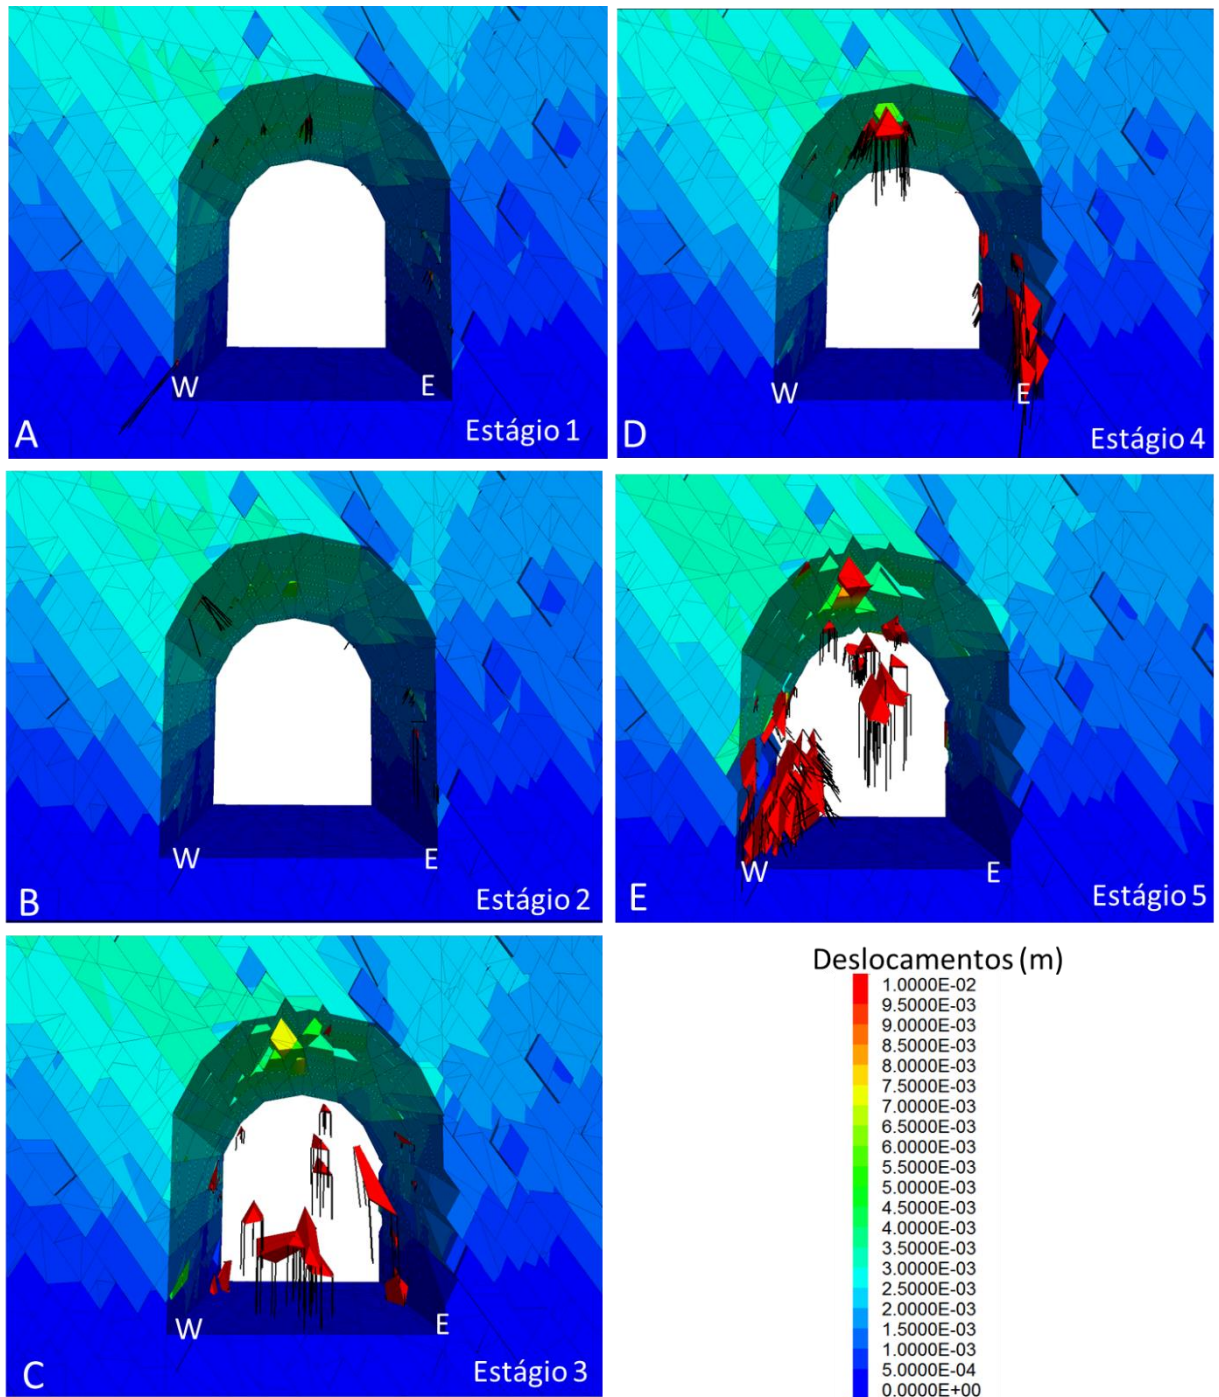 W
E
A
Estágio 1
W
E
D
Estágio 4
W
E
B
Estágio 2
W
E
E
Estágio 5
W
E
C
Estágio 3
Deslocamentos (m)
1.0000E-02
9.5000E-03
9.0000E-03
8.5000E-03
8.0000E-03
7.5000E-03
7.0000E-03
6.5000E-03
6.0000E-03
5.5000E-03
5.0000E-03
4.5000E-03
4.0000E-03
3.5000E-03
3.0000E-03
2.5000E-03
2.0000E-03
1.5000E-03
1.0000E-03
5.0000E-04
0.0000E+00